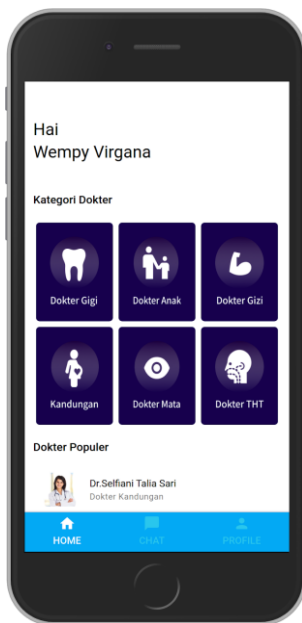 Hai
Wempy Virgana
Kategori Dokter
Dokter Gigi
Dokter Anak
Dokter Gizi
Kandungan
Dokter Mata
Dokter THT
Dokter Populer
Dr.Selfiani Talia Sari
Dokter Kandungan
HOME
CHAT
PROFILE